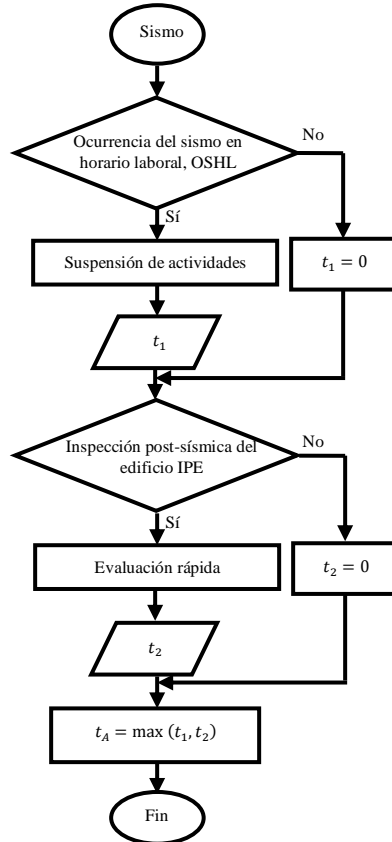 Sismo
Ocurrencia del sismo en
horario laboral, OSHL
No
Sí
Suspensión de actividades
t₁ = 0
t₁
Inspección post-sísmica del
edificio IPE
No
Sí
Evaluación rápida
t₂ = 0
t₂
t_A = max (t₁, t₂)
Fin